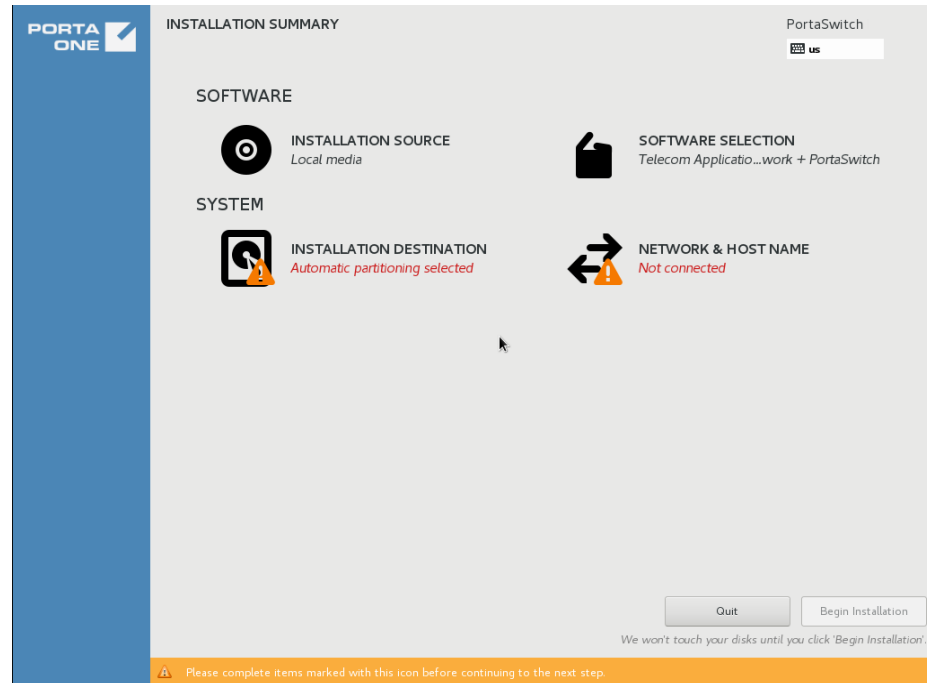 PORTA
ONE
INSTALLATION SUMMARY
PortaSwitch
us
SOFTWARE
INSTALLATION SOURCE
Local media
SOFTWARE SELECTION
Telecom Applicatio...work + PortaSwitch
SYSTEM
INSTALLATION DESTINATION
Automatic partitioning selected
NETWORK & HOST NAME
Not connected
Quit
Begin Installation
We won't touch your disks until you click 'Begin Installation'.
Please complete items marked with this icon before continuing to the next step.